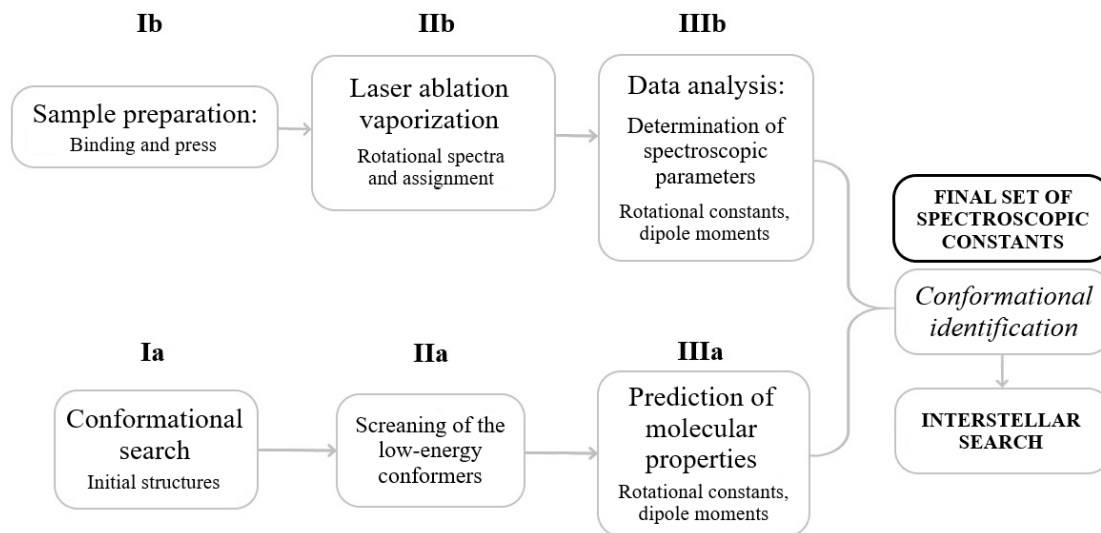 Ib
Sample preparation:
Binding and press
IIb
Laser ablation
vaporization
Rotational spectra
and assignment
IIIb
Data analysis:
Determination of
spectroscopic
parameters
Rotational constants,
dipole moments
Ia
Conformational
search
Initial structures
IIa
Screaning of the
low-energy
conformers
IIIa
Prediction of
molecular
properties
Rotational constants,
dipole moments
FINAL SET OF
SPECTROSCOPIC
CONSTANTS
Conformational
identification
INTERSTELLAR
SEARCH